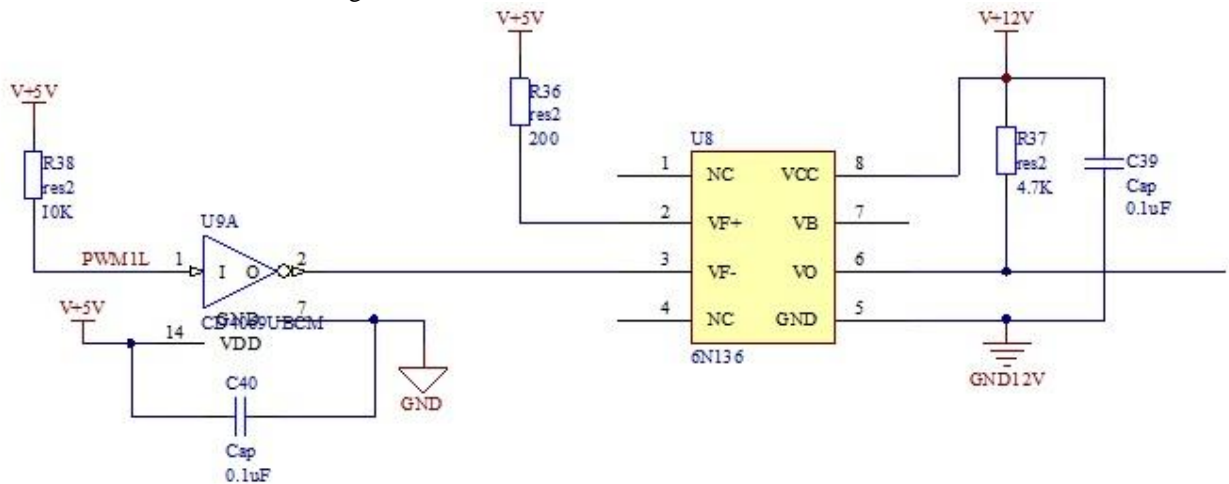 V+5V
R38
res2
10K
PWM1L
1
U9A
I
O
2
7
GND
CD4069UBCM
V+5V
14
VDD
C40
Cap
0.1uF
GND
V+5V
R36
res2
200
U8
1
NC
VCC
8
2
VF+
VB
7
3
VF-
VO
6
4
NC
GND
5
6N136
V+12V
R37
res2
4.7K
C39
Cap
0.1uF
GND12V